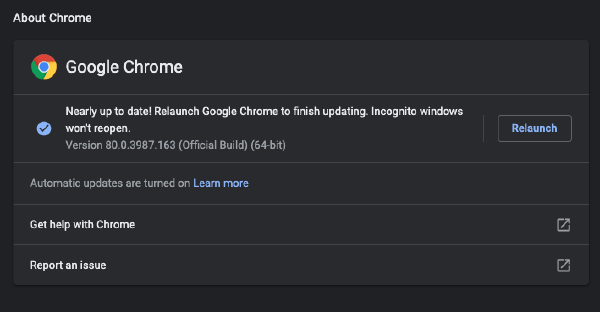 About Chrome
Google Chrome
Nearly up to date! Relaunch Google Chrome to finish updating. Incognito windows
won't reopen.
Version 80.0.3987.163 (Official Build) (64-bit)
Relaunch
Automatic updates are turned on Learn more
Get help with Chrome
Report an issue